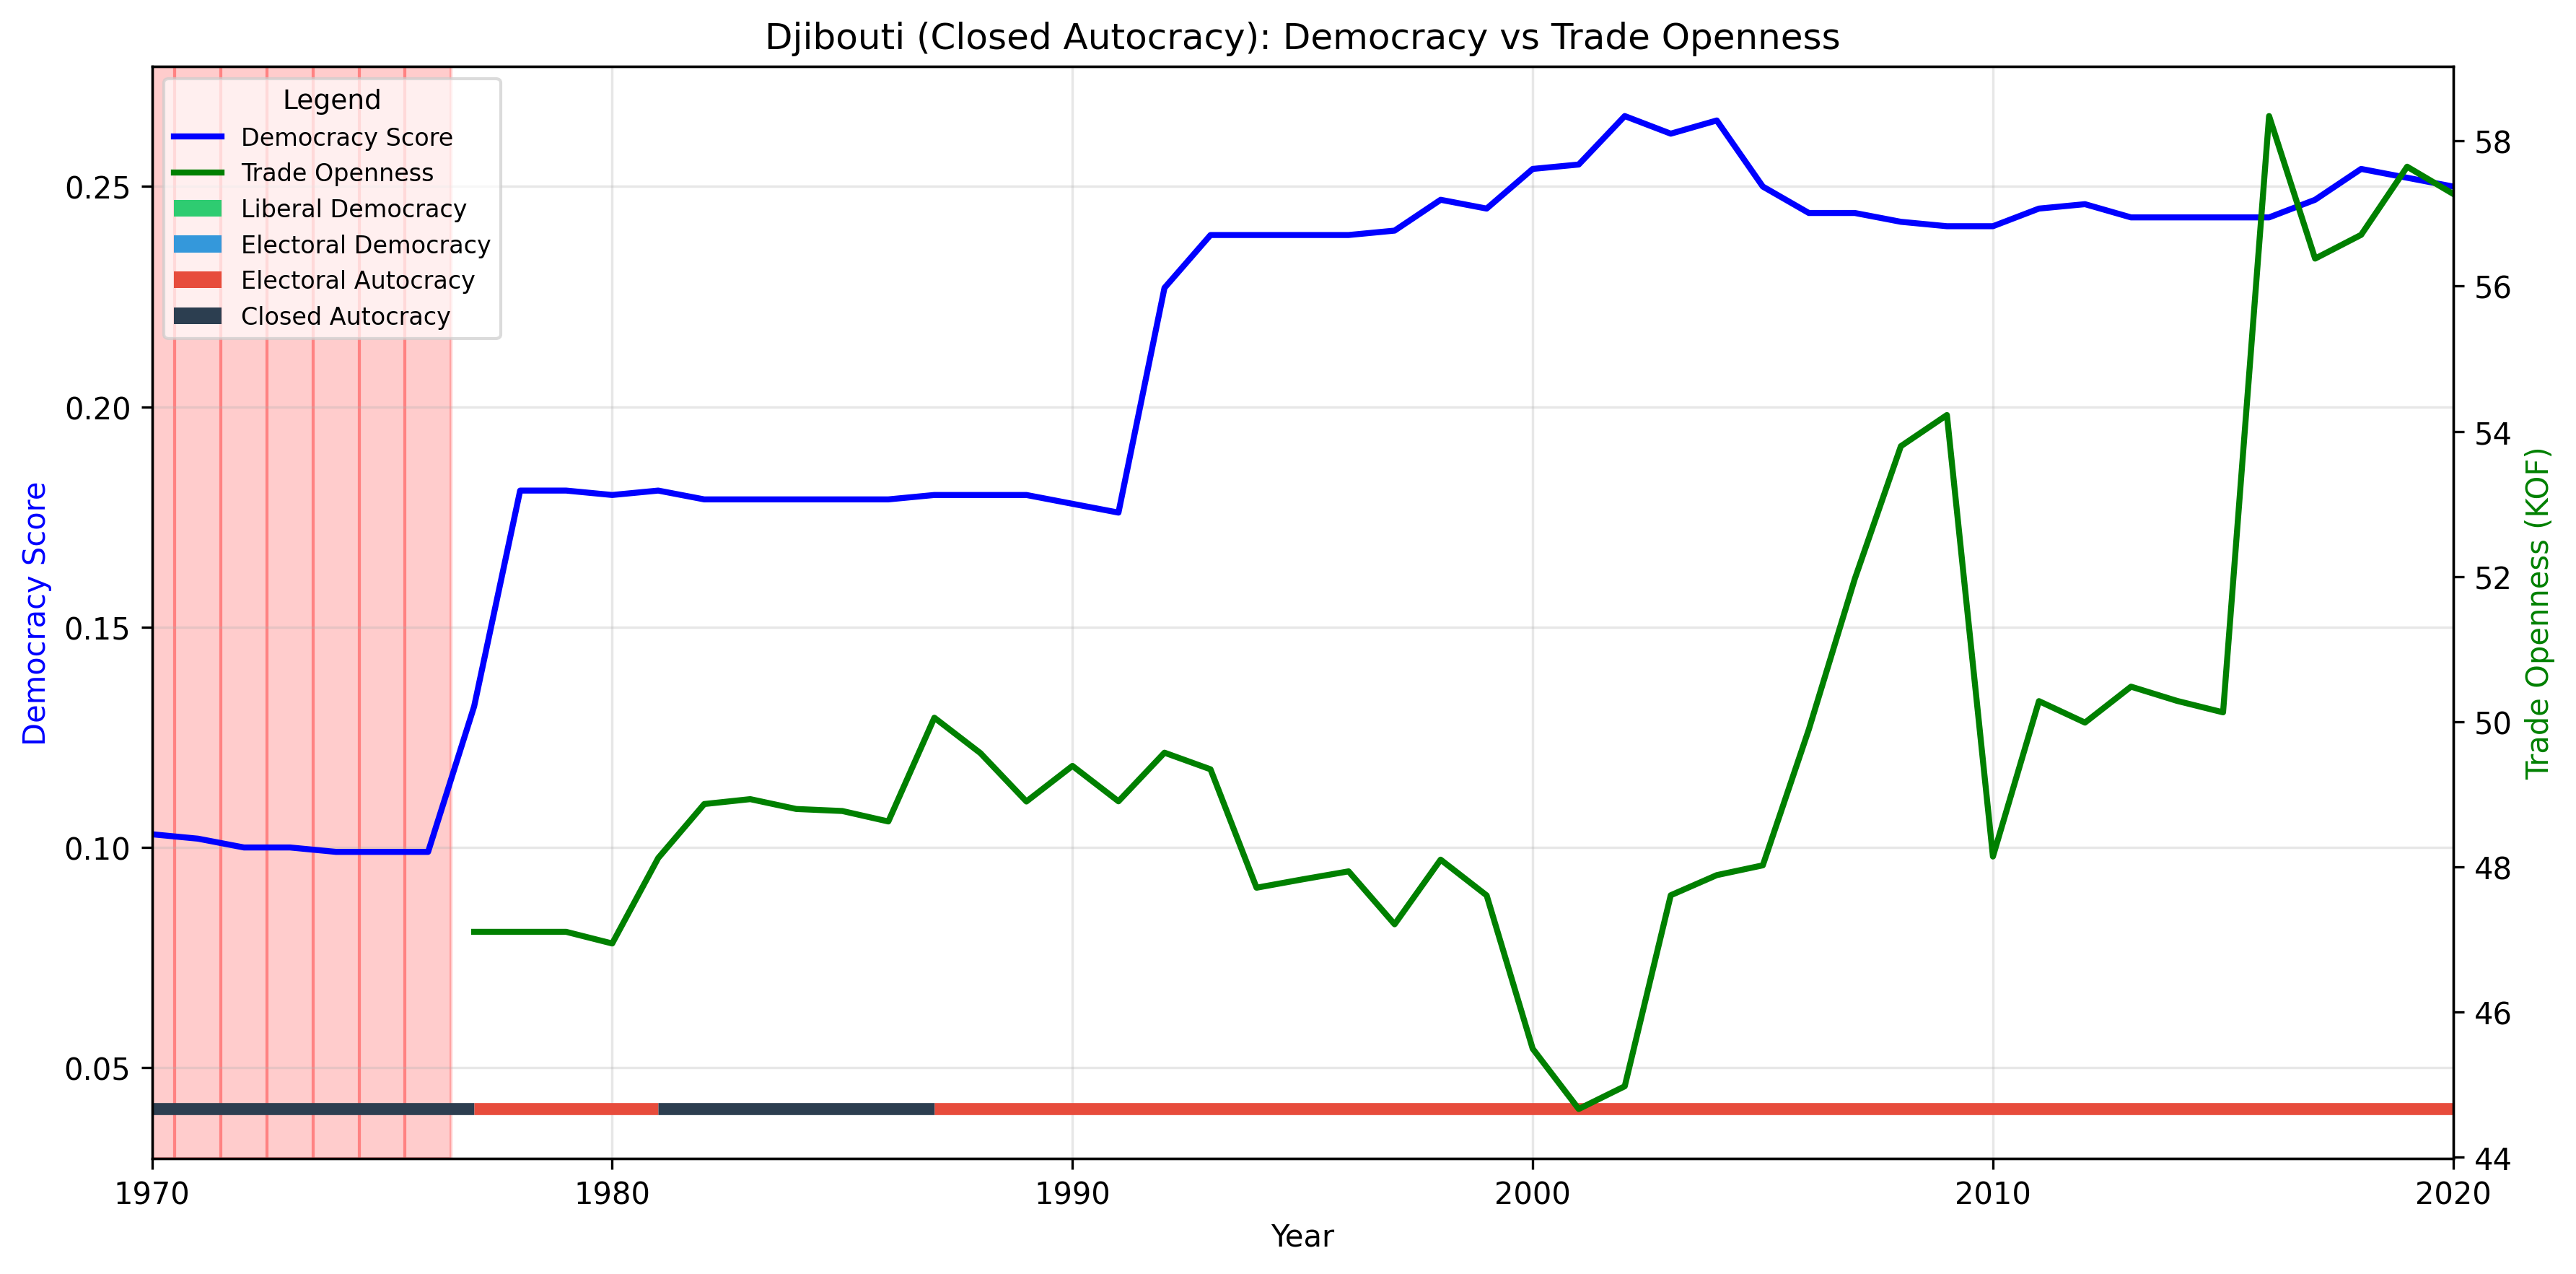 Djibouti (Closed Autocracy): Democracy vs Trade Openness
Legend
Democracy Score
Trade Openness
Liberal Democracy
Electoral Democracy
Electoral Autocracy
Closed Autocracy
Democracy Score
0.25
0.20
0.15
0.10
0.05
58
56
54
52
50
48
46
44
Trade Openness (KOF)
1970
1980
1990
2000
2010
2020
Year